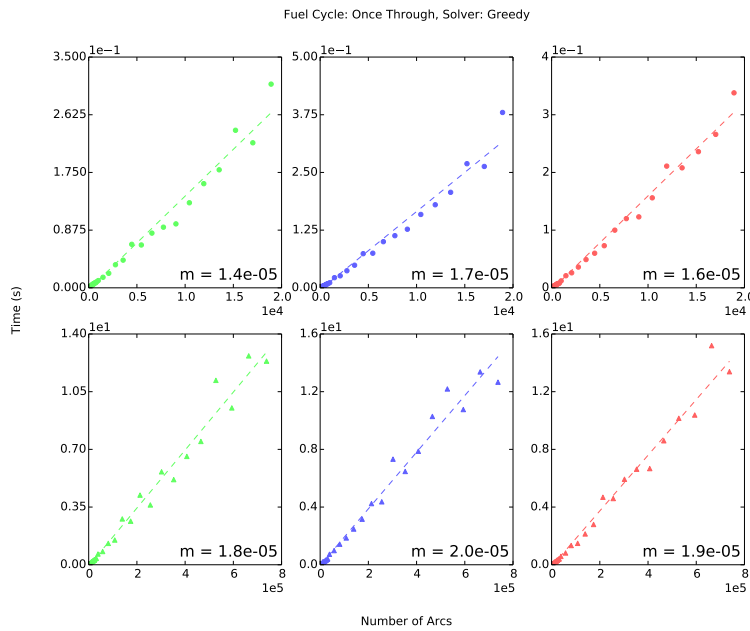 Fuel Cycle: Once Through, Solver: Greedy
1e−1 1e−1 1e−1
3.500 5.00 4
2.625 3.75 3
1.750 2.50 2
0.875 1.25 1
0.000 0.00 0
m = 1.4e-05 m = 1.7e-05 m = 1.6e-05
0.0 0.5 1.0 1.5 2.0 0.0 0.5 1.0 1.5 2.0 0.0 0.5 1.0 1.5 2.0
1e4 1e4 1e4
Time (s)
1e1 1e1 1e1
1.40 1.6 1.6
1.05 1.2 1.2
0.70 0.8 0.8
0.35 0.4 0.4
0.00 0.0 0.0
m = 1.8e-05 m = 2.0e-05 m = 1.9e-05
0 2 4 6 8 0 2 4 6 8 0 2 4 6 8
1e5 1e5 1e5
Number of Arcs